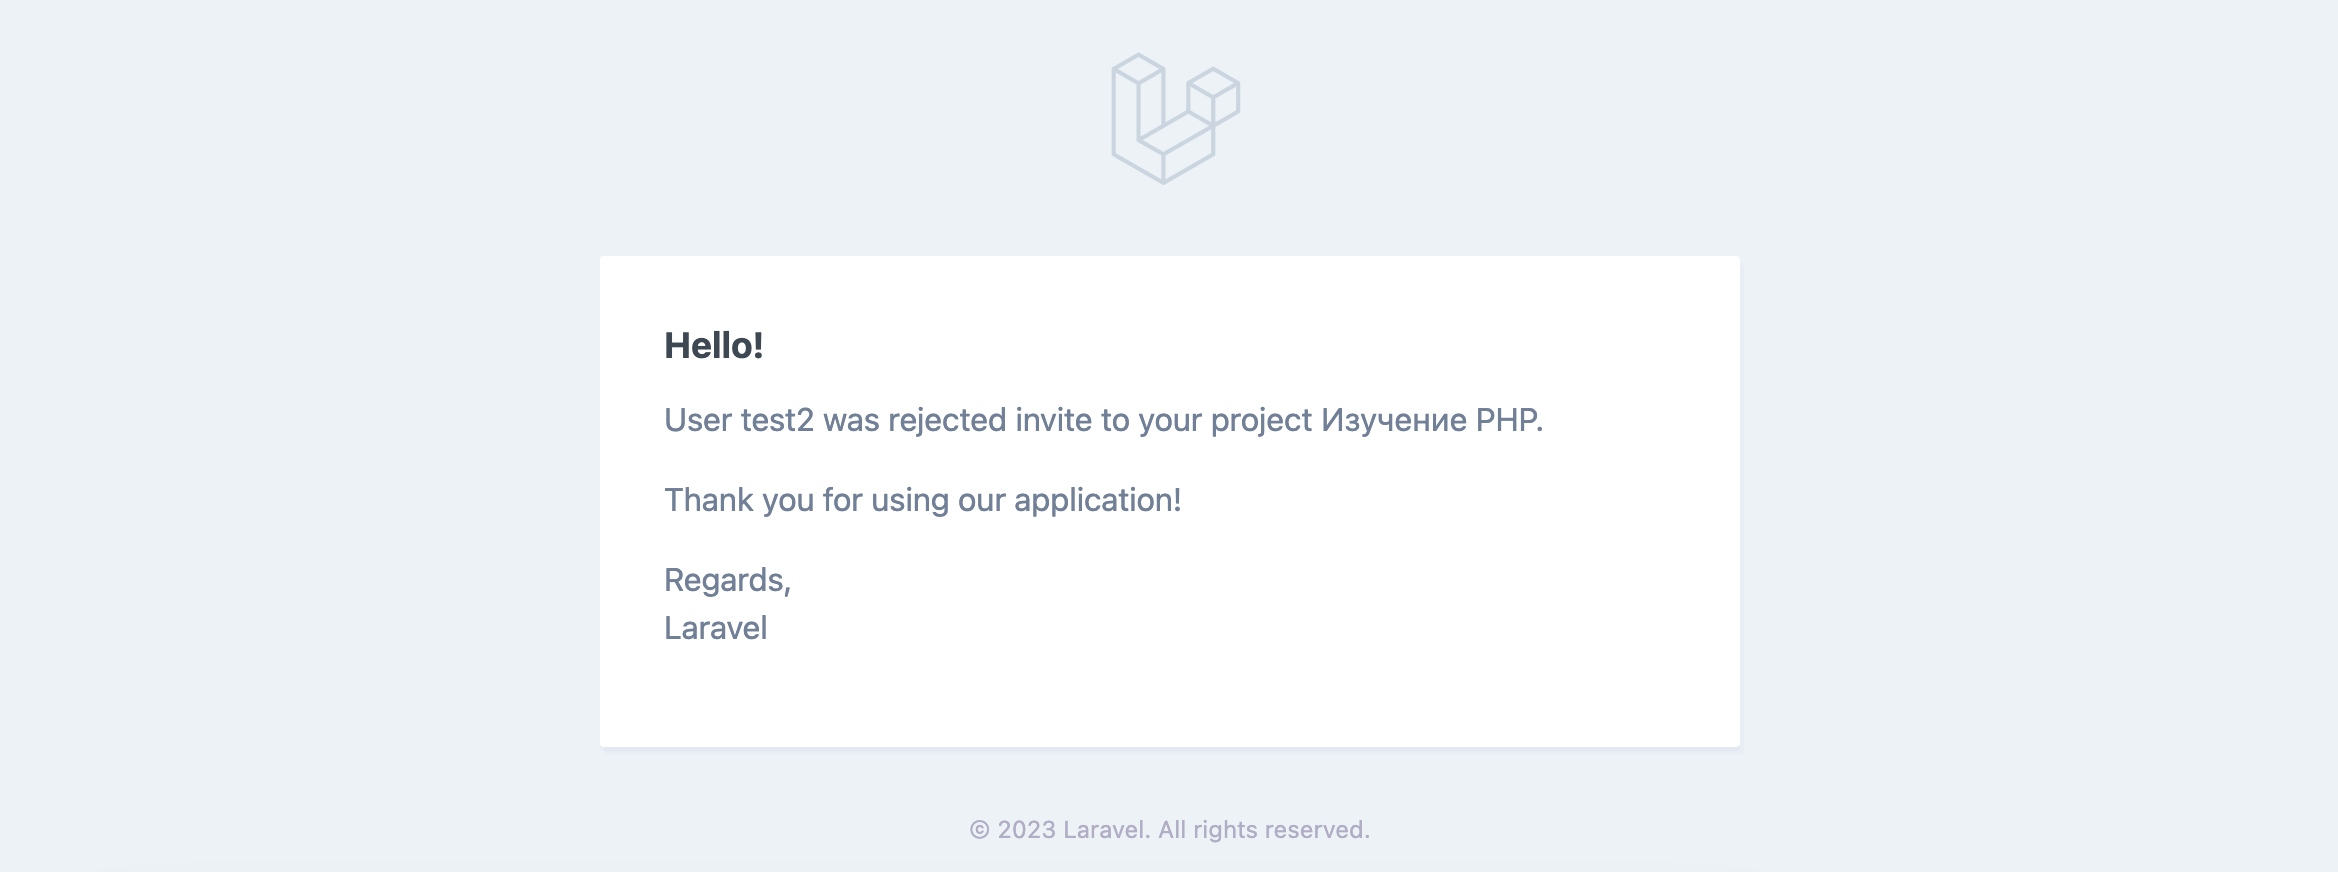 Hello!
User test2 was rejected invite to your project Изучение PHP.
Thank you for using our application!
Regards,
Laravel
© 2023 Laravel. All rights reserved.